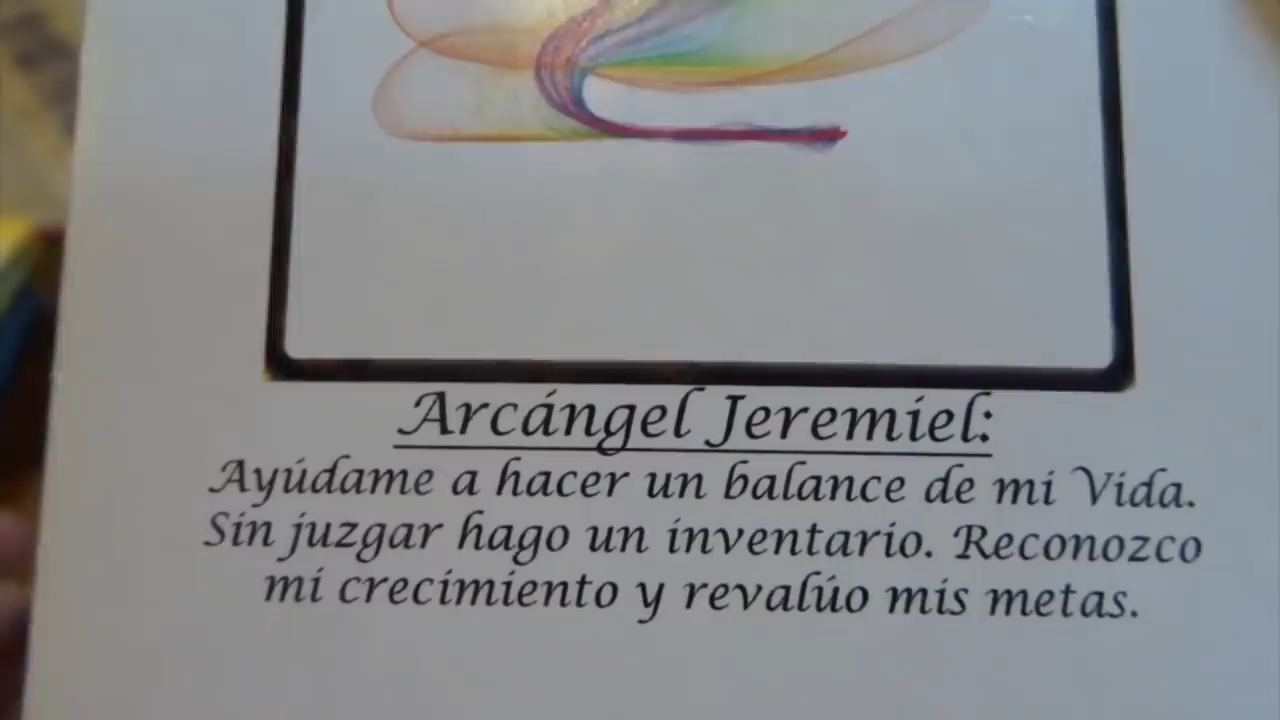 Arcángel Jeremiel:
Ayúdame a hacer un balance de mi Vida.
Sin juzgar hago un inventario. Reconozco
mi crecimiento y revalúo mis metas.